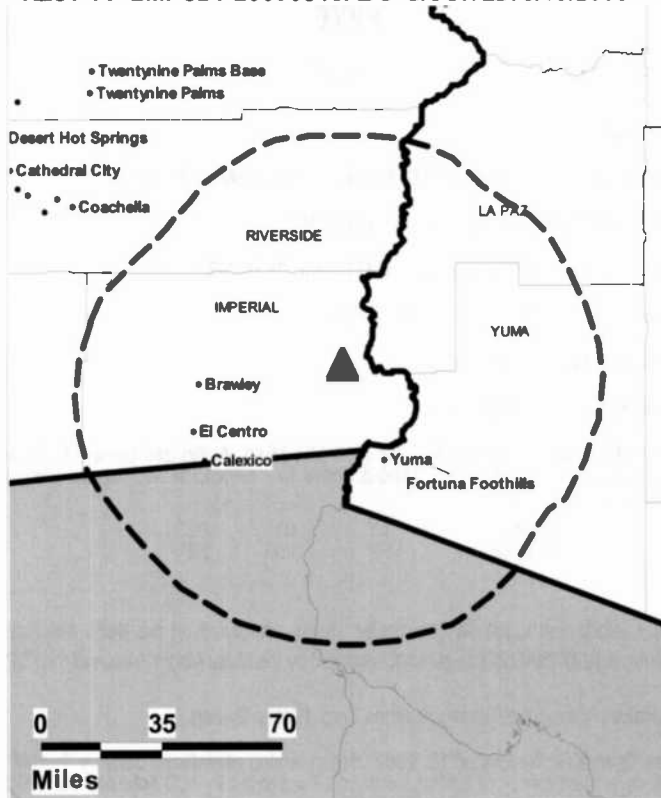 Twentynine Palms Base
Twentynine Palms
Desert Hot Springs
Cathedral City
Coachella
LA PAZ
RIVERSIDE
IMPERIAL
YUMA
Brawley
El Centro
Calexico
Yuma
Fortuna Foothills
0 35 70
Miles